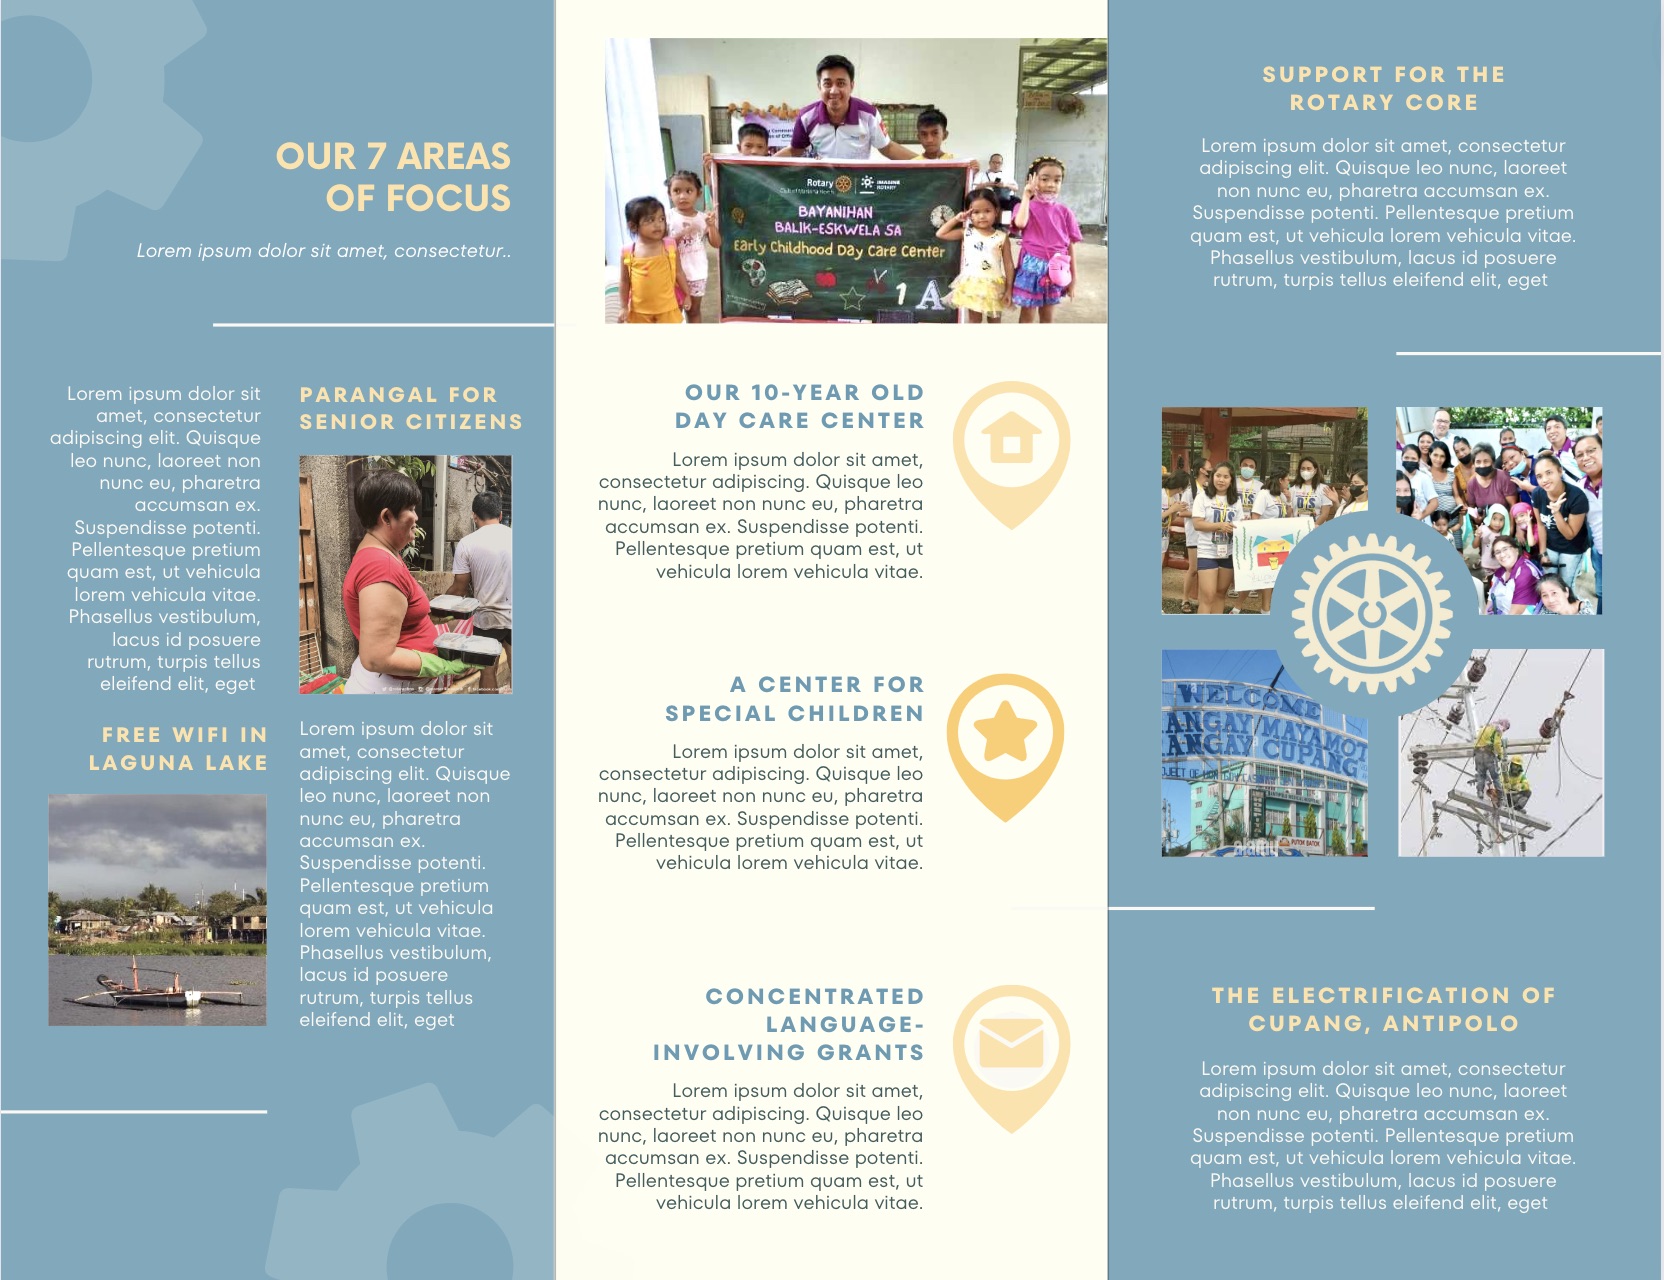 OUR 7 AREAS
OF FOCUS
Lorem ipsum dolor sit amet, consectetur..
Lorem ipsum dolor sit
amet, consectetur
adipiscing elit. Quisque
leo nunc, laoreet non
nunc eu, pharetra
accumsan ex.
Suspendisse potenti.
Pellentesque pretium
quam est, ut vehicula
lorem vehicula vitae.
Phasellus vestibulum,
lacus id posuere
rutrum, turpis tellus
eleifend elit, eget
FREE WIFI IN
LAGUNA LAKE
PARANGAL FOR
SENIOR CITIZENS
Lorem ipsum dolor sit
amet, consectetur
adipiscing elit. Quisque
leo nunc, laoreet non
nunc eu, pharetra
accumsan ex.
Suspendisse potenti.
Pellentesque pretium
quam est, ut vehicula
lorem vehicula vitae.
Phasellus vestibulum,
lacus id posuere
rutrum, turpis tellus
eleifend elit, eget
Rotary
IMAGINE
ROTARY
BAYANIHAN
BALIK-ESKWELA SA
Early Childhood Day Care Center
1 A
OUR 10-YEAR OLD
DAY CARE CENTER
Lorem ipsum dolor sit amet,
consectetur adipiscing. Quisque leo
nunc, laoreet non nunc eu, pharetra
accumsan ex. Suspendisse potenti.
Pellentesque pretium quam est, ut
vehicula lorem vehicula vitae.
A CENTER FOR
SPECIAL CHILDREN
Lorem ipsum dolor sit amet,
consectetur adipiscing. Quisque leo
nunc, laoreet non nunc eu, pharetra
accumsan ex. Suspendisse potenti.
Pellentesque pretium quam est, ut
vehicula lorem vehicula vitae.
CONCENTRATED
LANGUAGE-
INVOLVING GRANTS
Lorem ipsum dolor sit amet,
consectetur adipiscing. Quisque leo
nunc, laoreet non nunc eu, pharetra
accumsan ex. Suspendisse potenti.
Pellentesque pretium quam est, ut
vehicula lorem vehicula vitae.
SUPPORT FOR THE
ROTARY CORE
Lorem ipsum dolor sit amet, consectetur
adipiscing elit. Quisque leo nunc, laoreet
non nunc eu, pharetra accumsan ex.
Suspendisse potenti. Pellentesque pretium
quam est, ut vehicula lorem vehicula vitae.
Phasellus vestibulum, lacus id posuere
rutrum, turpis tellus eleifend elit, eget
WELCOME
ANGAY MAYAMOT
ANGAY CUPANG
alamy
PUTOK BATOK
THE ELECTRIFICATION OF
CUPANG, ANTIPOLO
Lorem ipsum dolor sit amet, consectetur
adipiscing elit. Quisque leo nunc, laoreet
non nunc eu, pharetra accumsan ex.
Suspendisse potenti. Pellentesque pretium
quam est, ut vehicula lorem vehicula vitae.
Phasellus vestibulum, lacus id posuere
rutrum, turpis tellus eleifend elit, eget